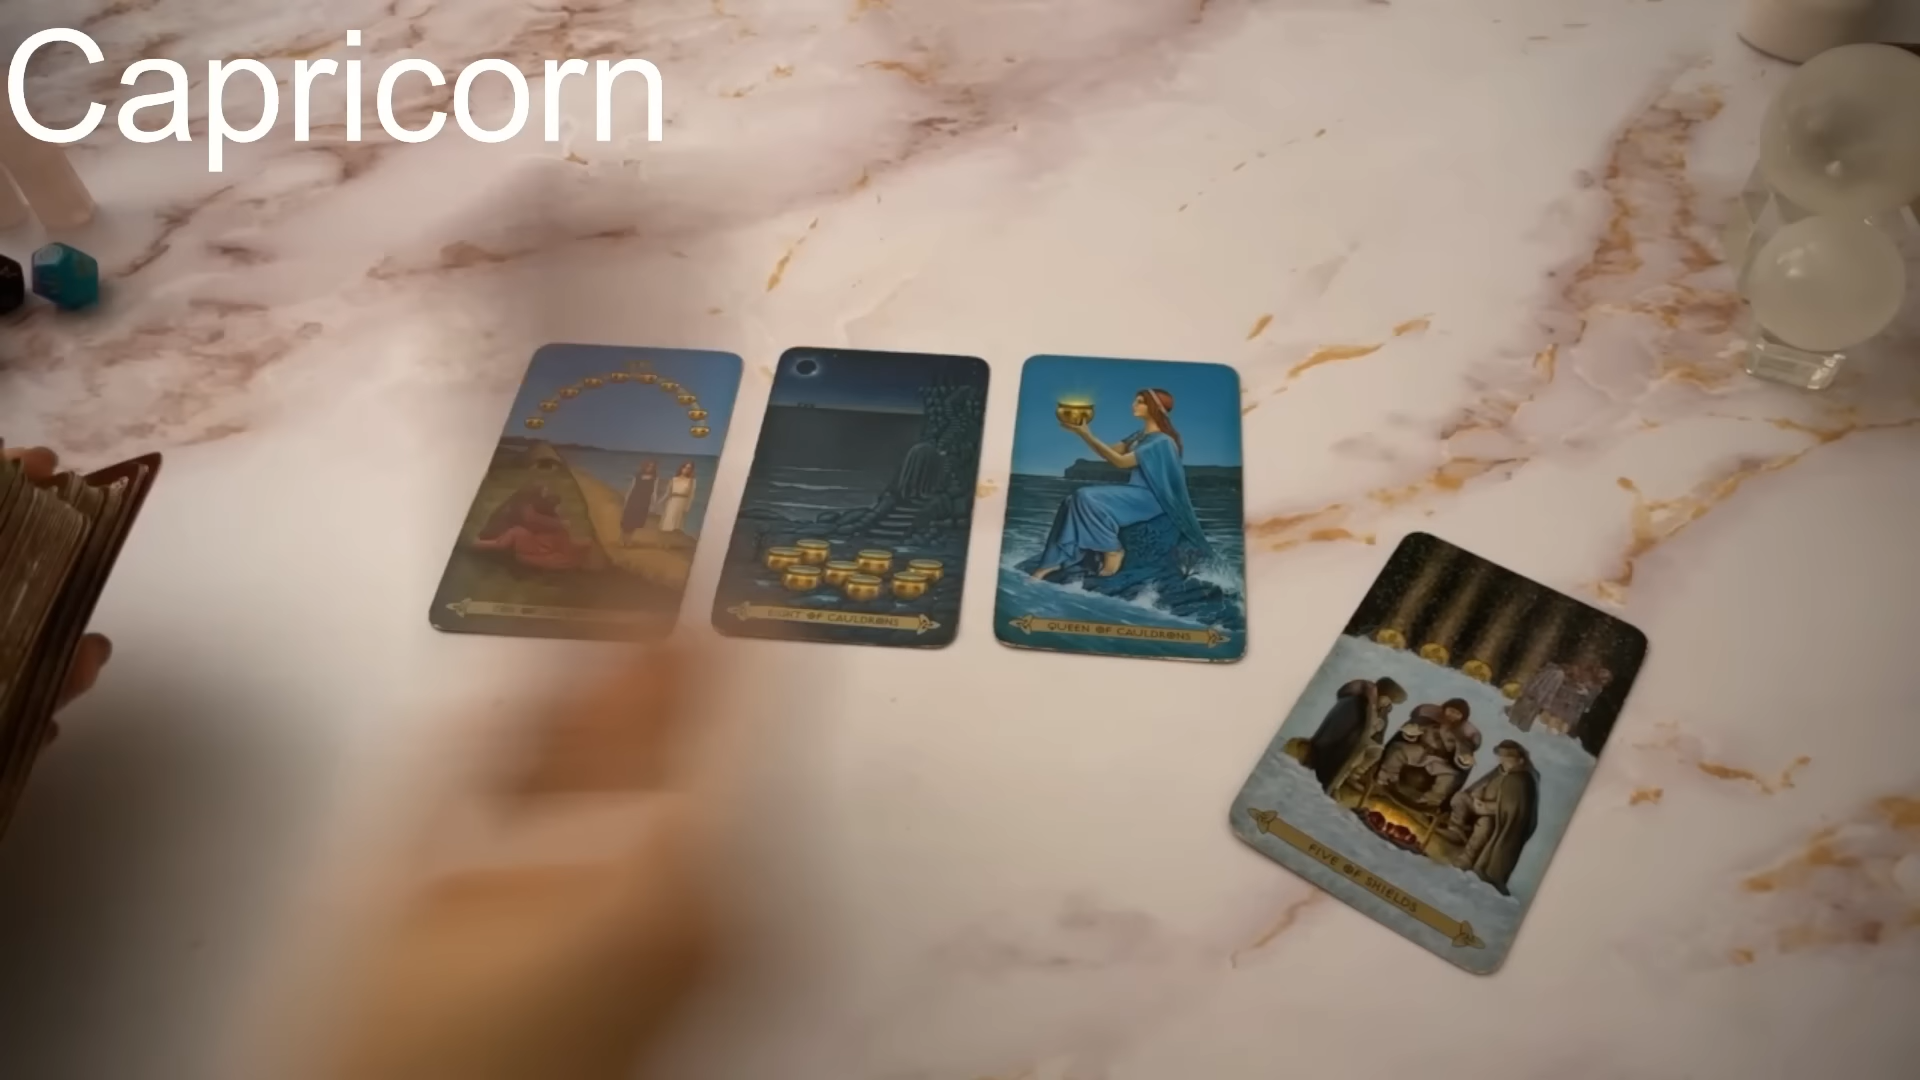 Capricorn
EIGHT OF CAULDRONS
QUEEN OF CAULDRONS
FIVE OF SHIELDS